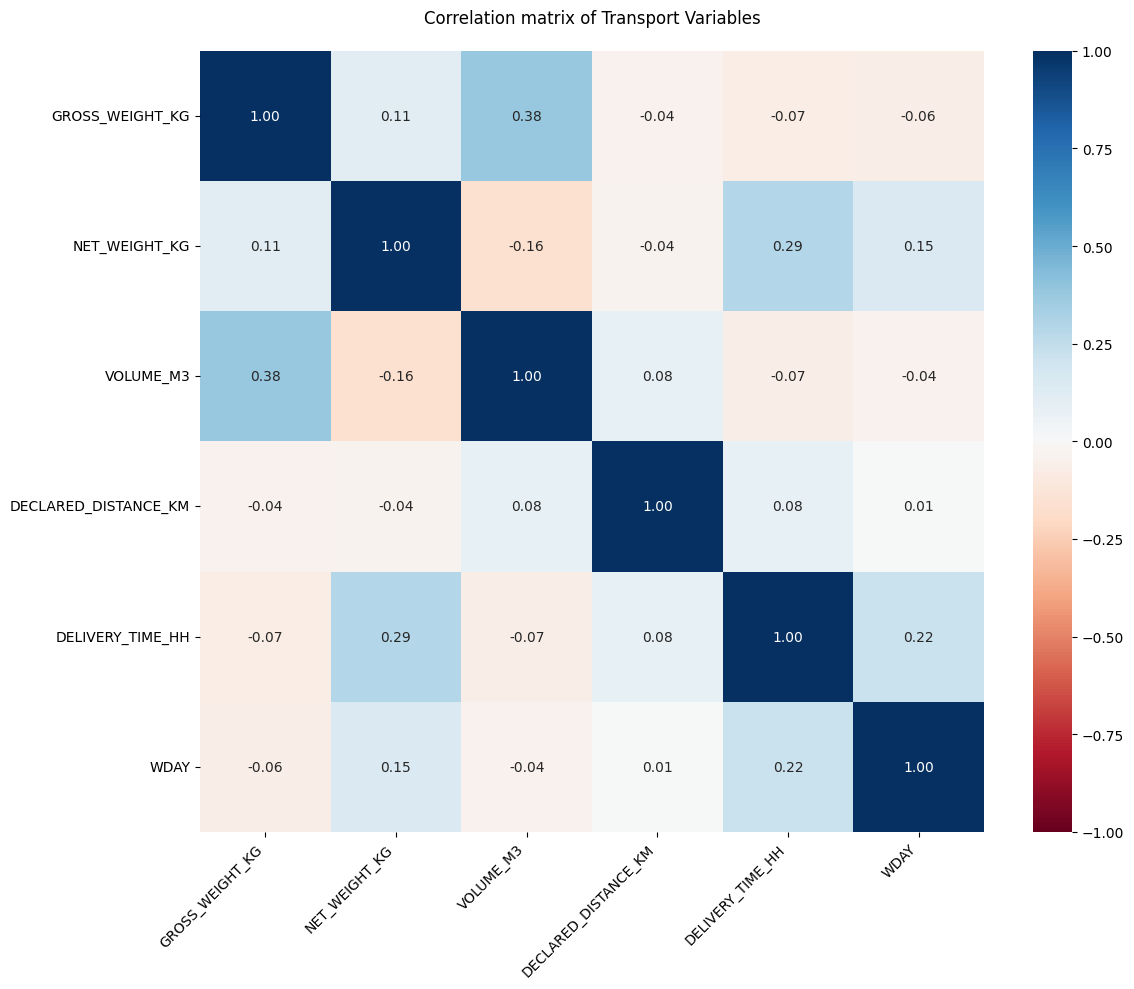 Correlation matrix of Transport Variables
GROSS_WEIGHT_KG 1.00 0.11 0.38 -0.04 -0.07 -0.06
NET_WEIGHT_KG 0.11 1.00 -0.16 -0.04 0.29 0.15
VOLUME_M3 0.38 -0.16 1.00 0.08 -0.07 -0.04
DECLARED_DISTANCE_KM -0.04 -0.04 0.08 1.00 0.08 0.01
DELIVERY_TIME_HH -0.07 0.29 -0.07 0.08 1.00 0.22
WDAY -0.06 0.15 -0.04 0.01 0.22 1.00
GROSS_WEIGHT_KG
NET_WEIGHT_KG
VOLUME_M3
DECLARED_DISTANCE_KM
DELIVERY_TIME_HH
WDAY
1.00
0.75
0.50
0.25
0.00
−0.25
−0.50
−0.75
−1.00